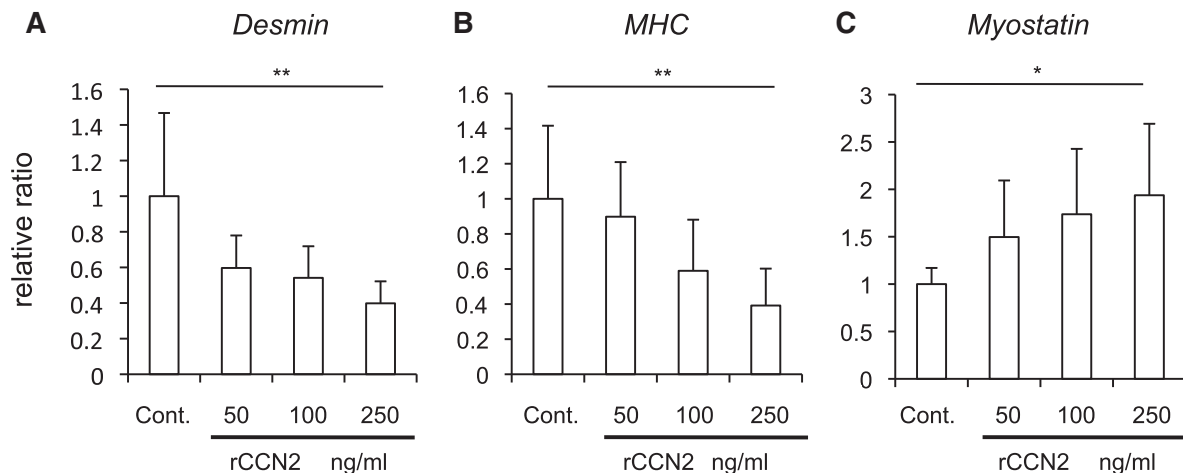 A Desmin
B MHC
C Myostatin
**
**
*
relative ratio
1.6
1.4
1.2
1
0.8
0.6
0.4
0.2
0
1.6
1.4
1.2
1
0.8
0.6
0.4
0.2
0
3
2.5
2
1.5
1
0.5
0
Cont. 50 100 250
rCCN2 ng/ml
Cont. 50 100 250
rCCN2 ng/ml
Cont. 50 100 250
rCCN2 ng/ml